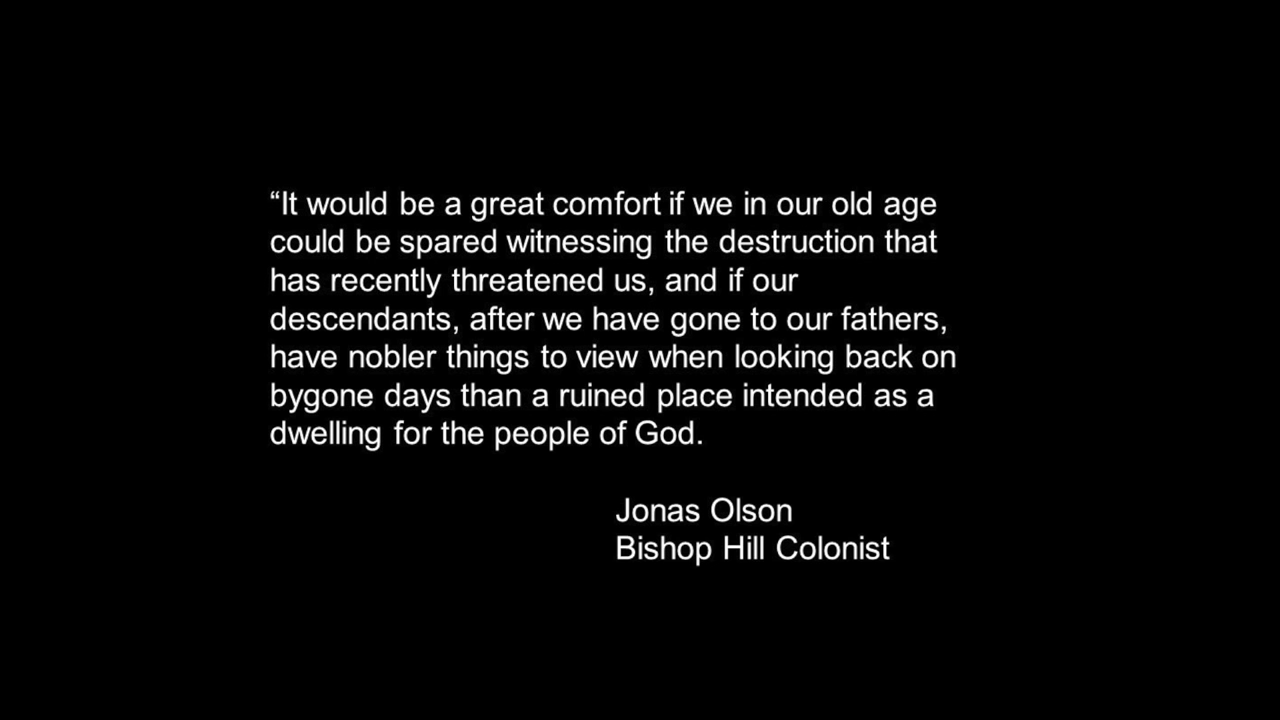 “It would be a great comfort if we in our old age
could be spared witnessing the destruction that
has recently threatened us, and if our
descendants, after we have gone to our fathers,
have nobler things to view when looking back on
bygone days than a ruined place intended as a
dwelling for the people of God.
Jonas Olson
Bishop Hill Colonist